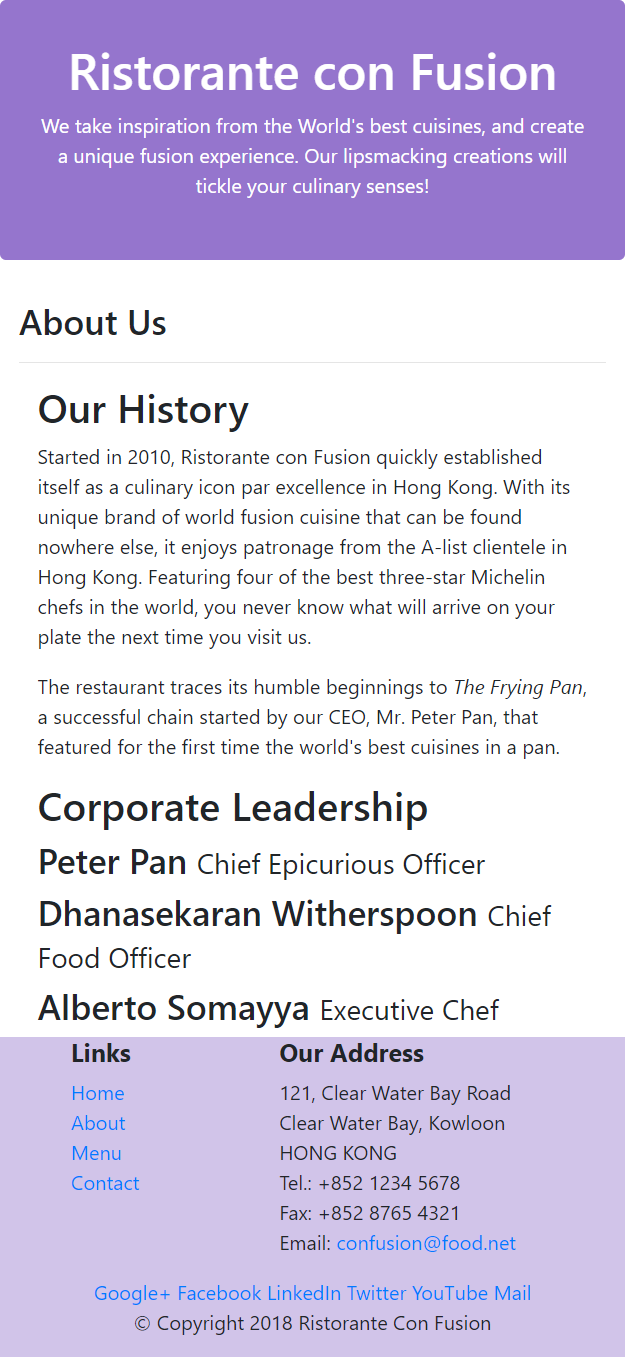 Ristorante con Fusion
We take inspiration from the World's best cuisines, and create
a unique fusion experience. Our lipsmacking creations will
tickle your culinary senses!
About Us
Our History
Started in 2010, Ristorante con Fusion quickly established
itself as a culinary icon par excellence in Hong Kong. With its
unique brand of world fusion cuisine that can be found
nowhere else, it enjoys patronage from the A-list clientele in
Hong Kong. Featuring four of the best three-star Michelin
chefs in the world, you never know what will arrive on your
plate the next time you visit us.
The restaurant traces its humble beginnings to The Frying Pan,
a successful chain started by our CEO, Mr. Peter Pan, that
featured for the first time the world's best cuisines in a pan.
Corporate Leadership
Peter Pan Chief Epicurious Officer
Dhanasekaran Witherspoon Chief
Food Officer
Alberto Somayya Executive Chef
Links
Home
About
Menu
Contact
Our Address
121, Clear Water Bay Road
Clear Water Bay, Kowloon
HONG KONG
Tel.: +852 1234 5678
Fax: +852 8765 4321
Email: confusion@food.net
Google+ Facebook LinkedIn Twitter YouTube Mail
© Copyright 2018 Ristorante Con Fusion